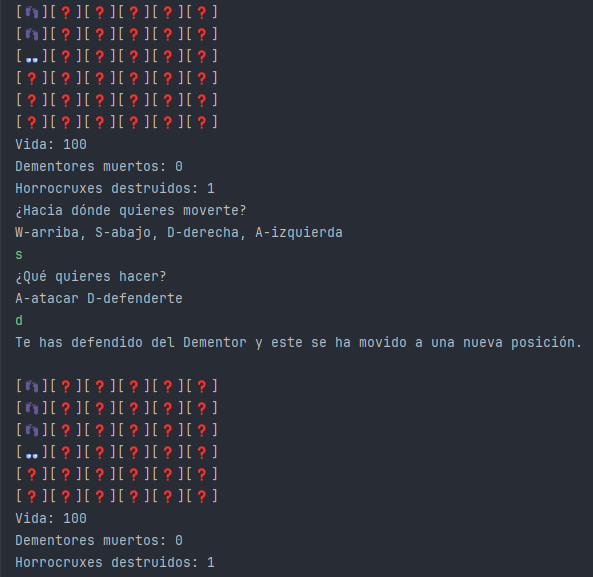 [👣][❓][❓][❓][❓][❓]
[👣][❓][❓][❓][❓][❓]
[👓][❓][❓][❓][❓][❓]
[❓][❓][❓][❓][❓][❓]
[❓][❓][❓][❓][❓][❓]
[❓][❓][❓][❓][❓][❓]
Vida: 100
Dementores muertos: 0
Horrocruxes destruidos: 1
¿Hacia dónde quieres moverte?
W-arriba, S-abajo, D-derecha, A-izquierda
s
¿Qué quieres hacer?
A-atacar D-defenderte
d
Te has defendido del Dementor y este se ha movido a una nueva posición.
[👣][❓][❓][❓][❓][❓]
[👣][❓][❓][❓][❓][❓]
[👣][❓][❓][❓][❓][❓]
[👓][❓][❓][❓][❓][❓]
[❓][❓][❓][❓][❓][❓]
[❓][❓][❓][❓][❓][❓]
Vida: 100
Dementores muertos: 0
Horrocruxes destruidos: 1